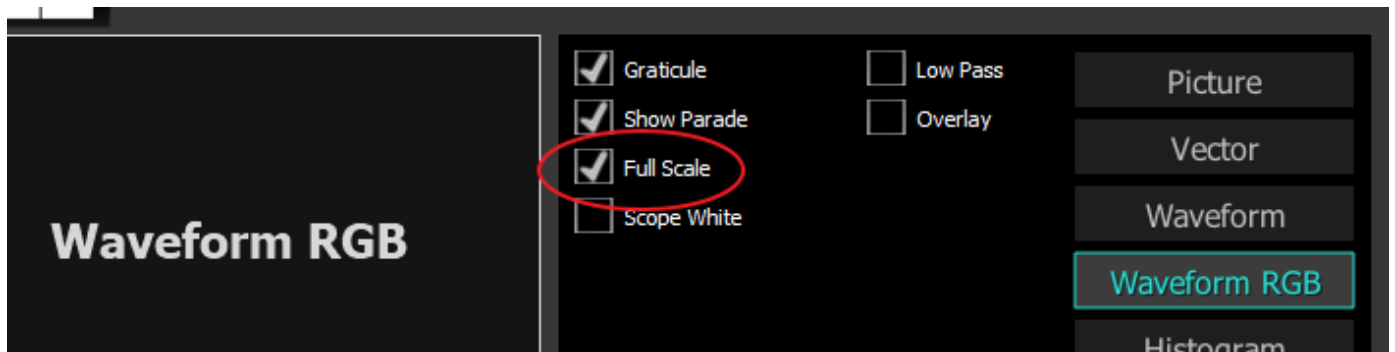 Waveform RGB
Graticule
Show Parade
Full Scale
Scope White
Low Pass
Overlay
Picture
Vector
Waveform
Waveform RGB
Histogram